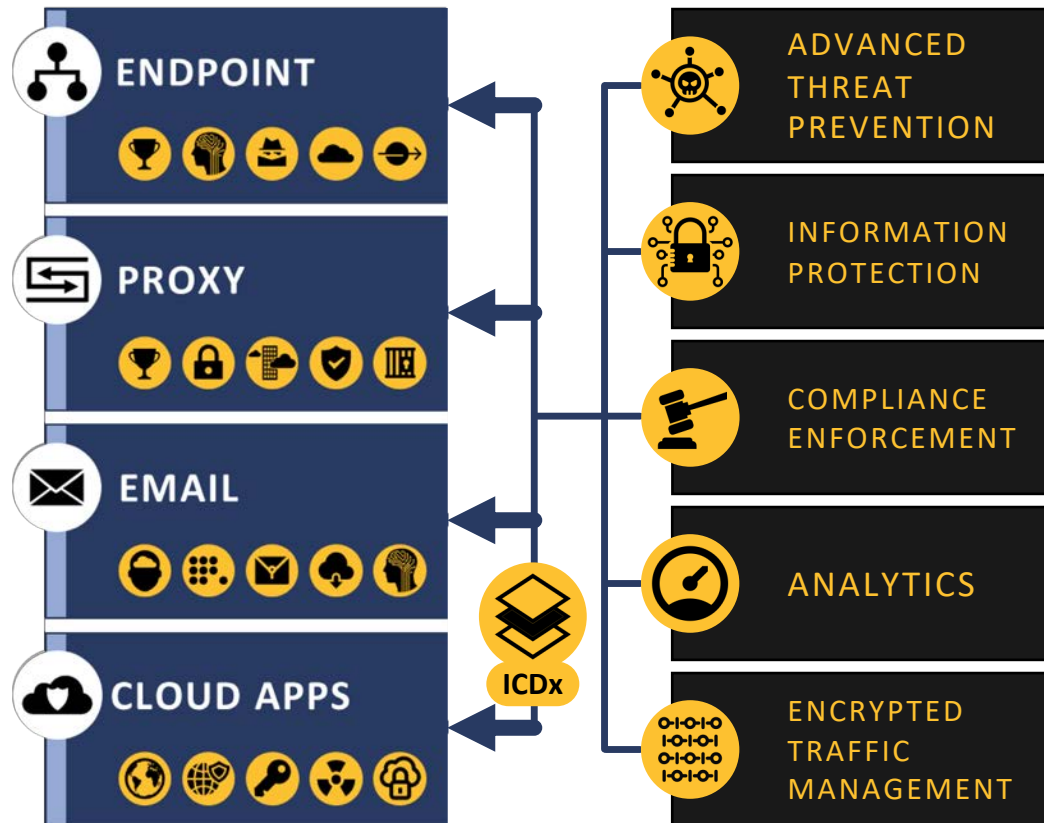 ENDPOINT
PROXY
EMAIL
CLOUD APPS
ICDx
ADVANCED
THREAT
PREVENTION
INFORMATION
PROTECTION
COMPLIANCE
ENFORCEMENT
ANALYTICS
ENCRYPTED
TRAFFIC
MANAGEMENT